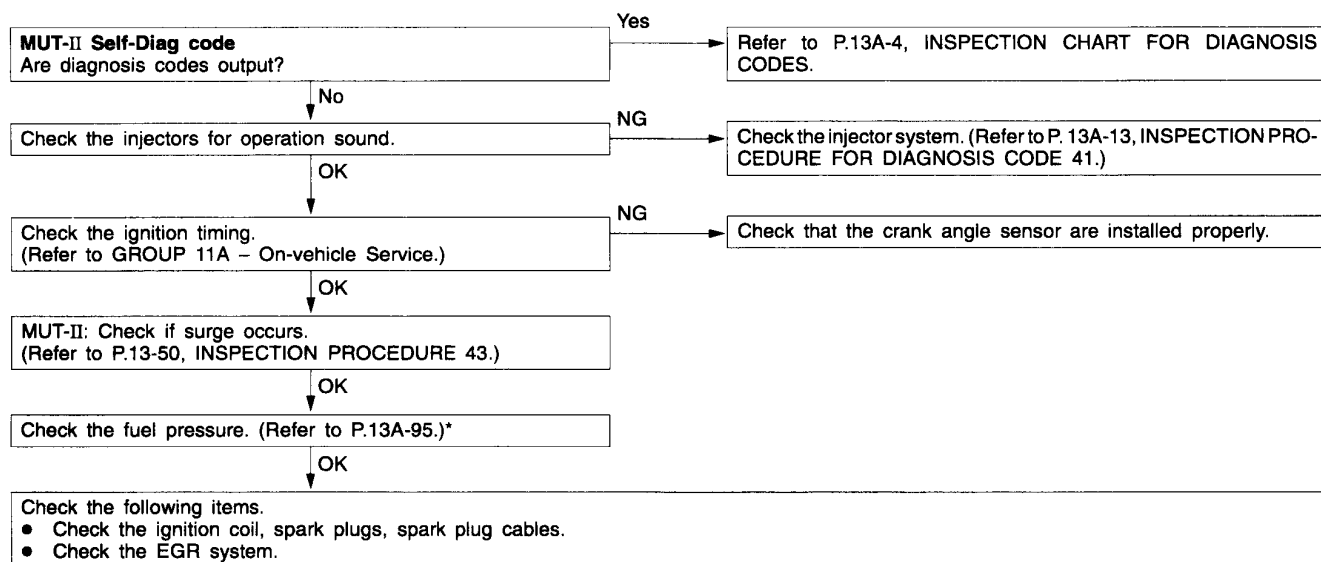 MUT-II Self-Diag code
Are diagnosis codes output?
Yes
Refer to P.13A-4, INSPECTION CHART FOR DIAGNOSIS
CODES.
No
Check the injectors for operation sound.
NG
Check the injector system. (Refer to P. 13A-13, INSPECTION PRO-
CEDURE FOR DIAGNOSIS CODE 41.)
OK
Check the ignition timing.
(Refer to GROUP 11A – On-vehicle Service.)
NG
Check that the crank angle sensor are installed properly.
OK
MUT-II: Check if surge occurs.
(Refer to P.13-50, INSPECTION PROCEDURE 43.)
OK
Check the fuel pressure. (Refer to P.13A-95.)*
OK
Check the following items.
● Check the ignition coil, spark plugs, spark plug cables.
● Check the EGR system.